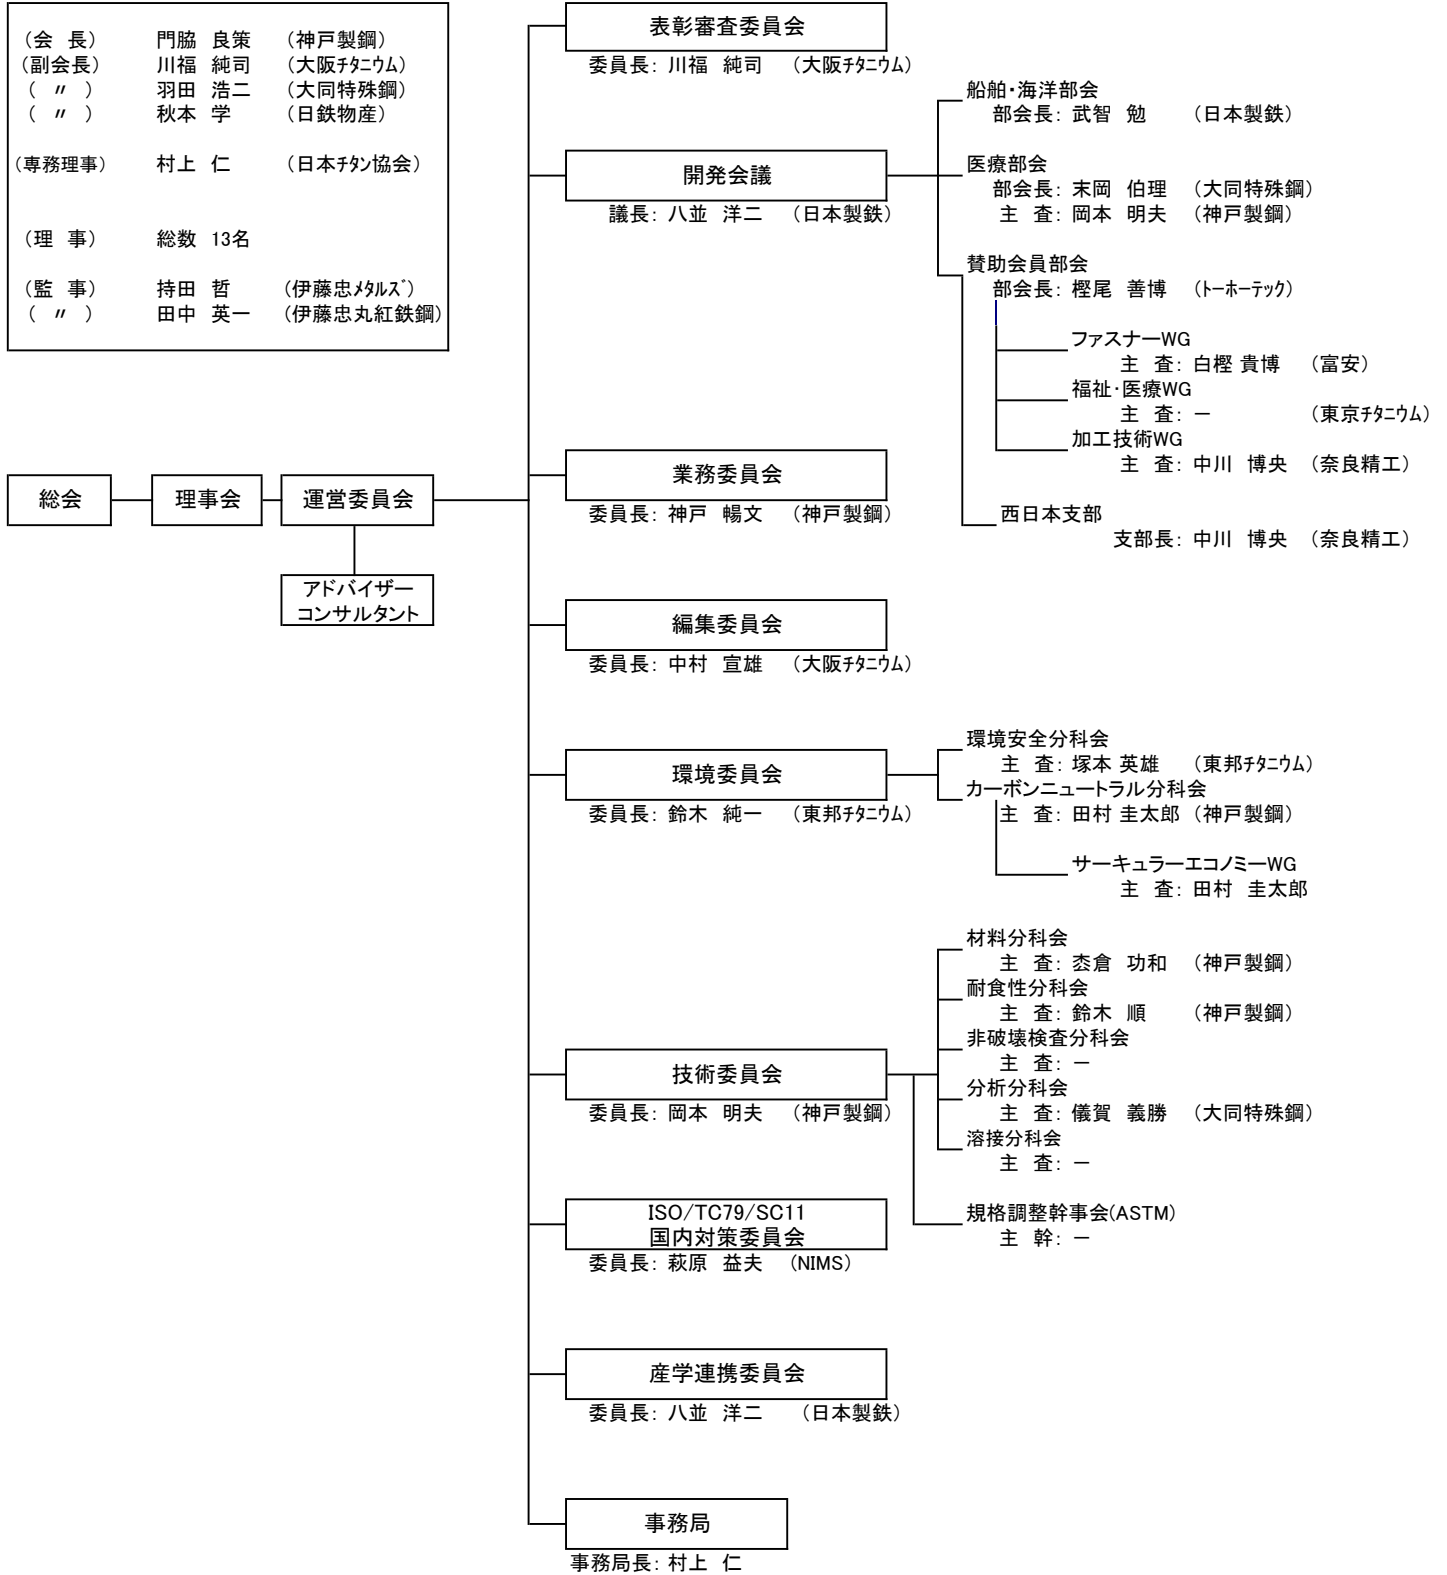 (会 長) 門脇 良策 (神戸製鋼)
(副会長) 川福 純司 (大阪ﾁﾀﾆｳﾑ)
( 〃 ) 羽田 浩二 (大同特殊鋼)
( 〃 ) 秋本 学 (日鉄物産)
(専務理事) 村上 仁 (日本ﾁﾀﾝ協会)
(理 事) 総数 13名
(監 事) 持田 哲 (伊藤忠ﾒﾀﾙｽﾞ)
( 〃 ) 田中 英一 (伊藤忠丸紅鉄鋼)
総会
理事会
運営委員会
アドバイザー
コンサルタント
表彰審査委員会
委員長: 川福 純司 (大阪ﾁﾀﾆｳﾑ)
開発会議
議長: 八並 洋二 (日本製鉄)
船舶・海洋部会
部会長: 武智 勉 (日本製鉄)
医療部会
部会長: 末岡 伯理 (大同特殊鋼)
主 査: 岡本 明夫 (神戸製鋼)
賛助会員部会
部会長: 樫尾 善博 (ﾄｰﾎｰﾃｯｸ)
ファスナーWG
主 査: 白樫 貴博 (富安)
福祉・医療WG
主 査: － (東京ﾁﾀﾆｳﾑ)
加工技術WG
主 査: 中川 博央 (奈良精工)
西日本支部
支部長: 中川 博央 (奈良精工)
業務委員会
委員長: 神戸 暢文 (神戸製鋼)
編集委員会
委員長: 中村 宣雄 (大阪ﾁﾀﾆｳﾑ)
環境委員会
委員長: 鈴木 純一 (東邦ﾁﾀﾆｳﾑ)
環境安全分科会
主 査: 塚本 英雄 (東邦ﾁﾀﾆｳﾑ)
カーボンニュートラル分科会
主 査: 田村 圭太郎 (神戸製鋼)
サーキュラーエコノミーWG
主 査: 田村 圭太郎
技術委員会
委員長: 岡本 明夫 (神戸製鋼)
材料分科会
主 査: 枩倉 功和 (神戸製鋼)
耐食性分科会
主 査: 鈴木 順 (神戸製鋼)
非破壊検査分科会
主 査: －
分析分科会
主 査: 儀賀 義勝 (大同特殊鋼)
溶接分科会
主 査: －
規格調整幹事会(ASTM)
主 幹: －
ISO/TC79/SC11
国内対策委員会
委員長: 萩原 益夫 (NIMS)
産学連携委員会
委員長: 八並 洋二 (日本製鉄)
事務局
事務局長: 村上 仁